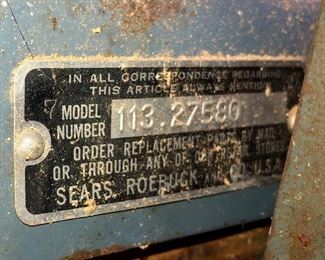 IN ALL CORRESPONDENCE REGARDING
THIS ARTICLE ALWAYS MENTION
7 MODEL
NUMBER 113.27580
ORDER REPLACEMENT PARTS BY MAIL
OR THROUGH ANY OF OUR RETAIL STORES
SEARS, ROEBUCK AND CO. U.S.A.